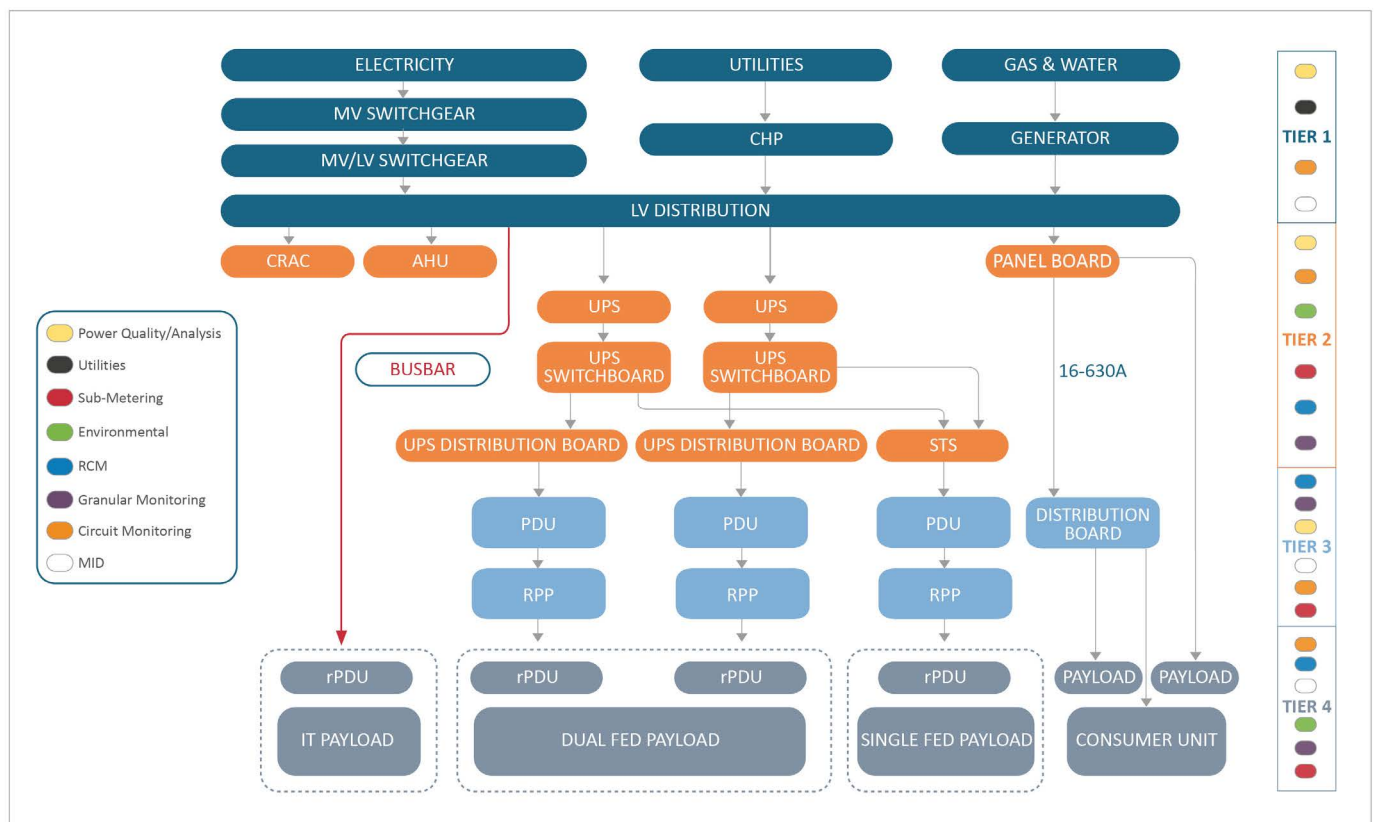 ELECTRICITY
UTILITIES
GAS & WATER
MV SWITCHGEAR
MV/LV SWITCHGEAR
CHP
GENERATOR
LV DISTRIBUTION
CRAC
AHU
PANEL BOARD
UPS
UPS
UPS
SWITCHBOARD
UPS
SWITCHBOARD
BUSBAR
16-630A
UPS DISTRIBUTION BOARD
UPS DISTRIBUTION BOARD
STS
PDU
PDU
PDU
DISTRIBUTION
BOARD
RPP
RPP
RPP
rPDU
rPDU
rPDU
rPDU
PAYLOAD
PAYLOAD
IT PAYLOAD
DUAL FED PAYLOAD
SINGLE FED PAYLOAD
CONSUMER UNIT
Power Quality/Analysis
Utilities
Sub-Metering
Environmental
RCM
Granular Monitoring
Circuit Monitoring
MID
TIER 1
TIER 2
TIER 3
TIER 4